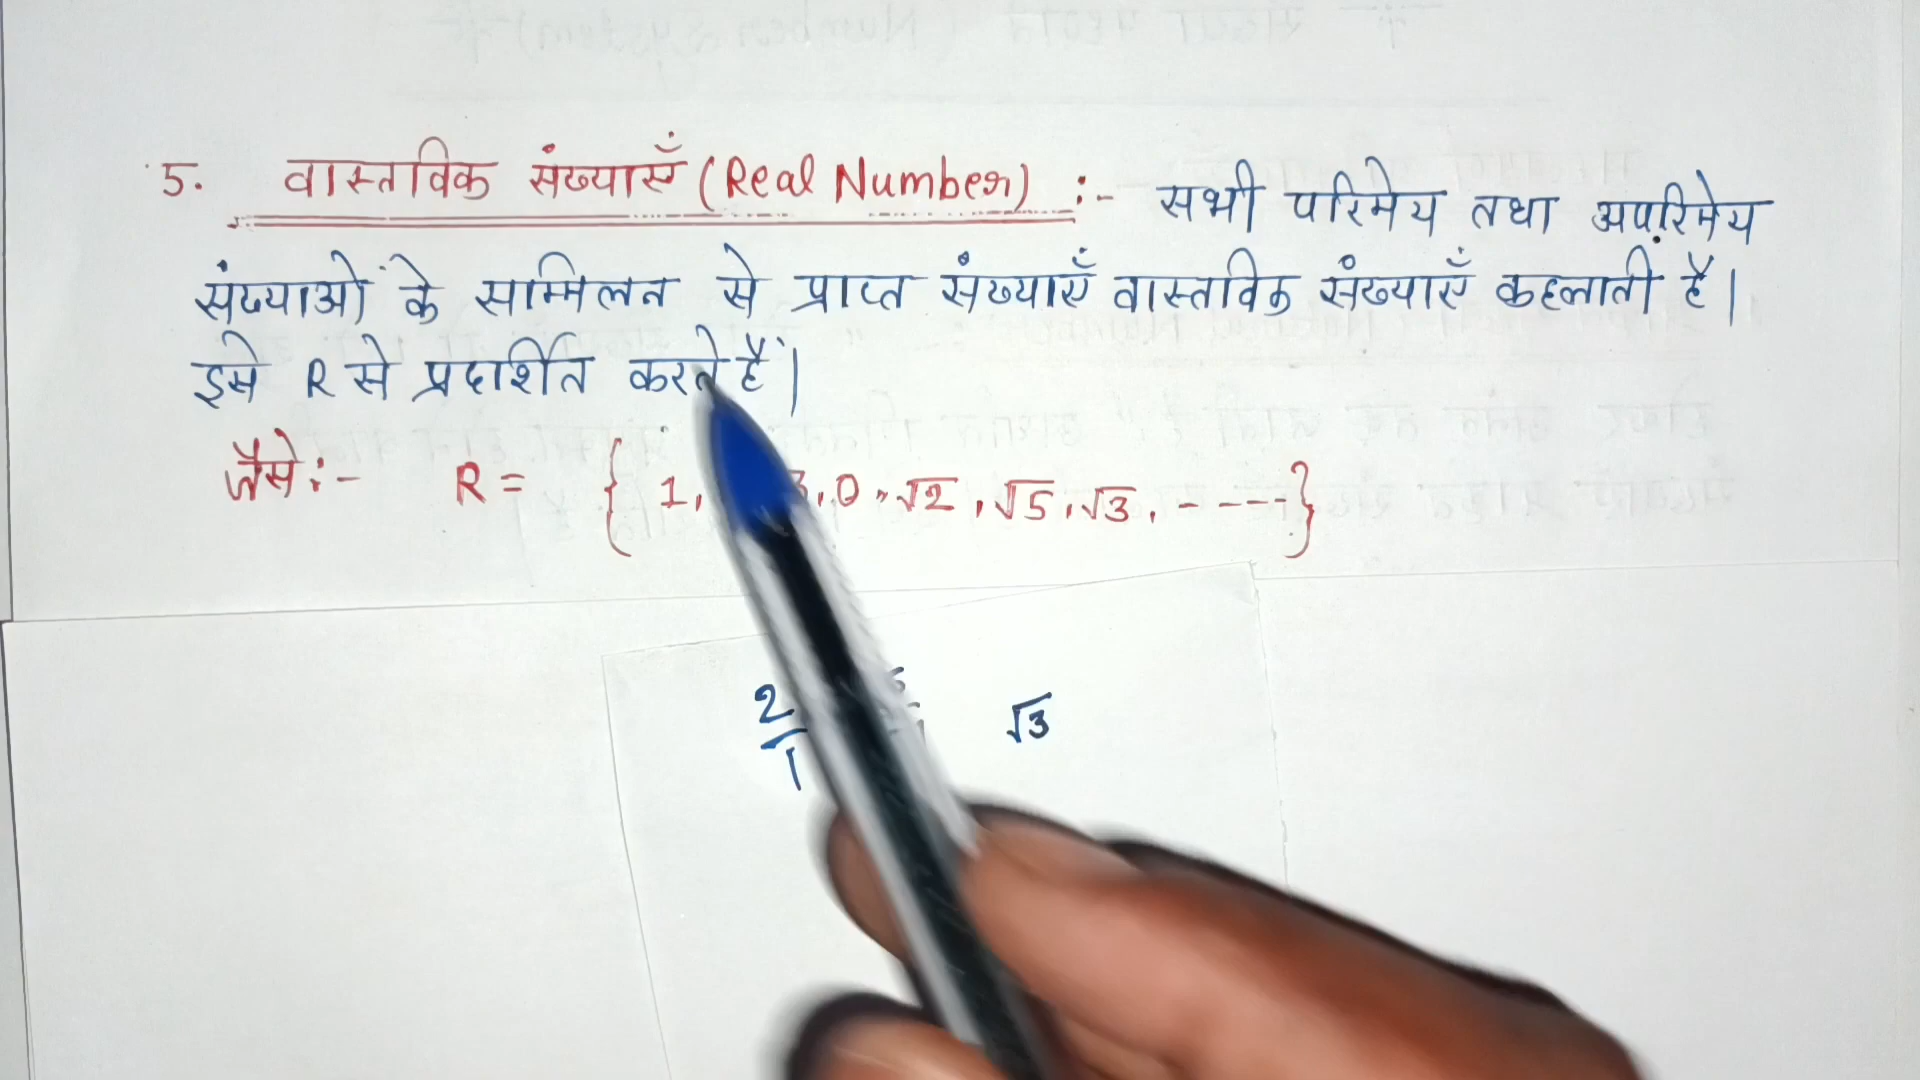 5. वास्तविक संख्याएँ (Real Number) :- सभी परिमेय तथा अपरिमेय
संख्याओं के सम्मिलन से प्राप्त संख्याएँ वास्तविक संख्याएँ कहलाती है।
इसे R से प्रदर्शित करते हैं।
जैसे :- R = { 1, 3, 0, √2, √5, √3, ----}
2/1 √3